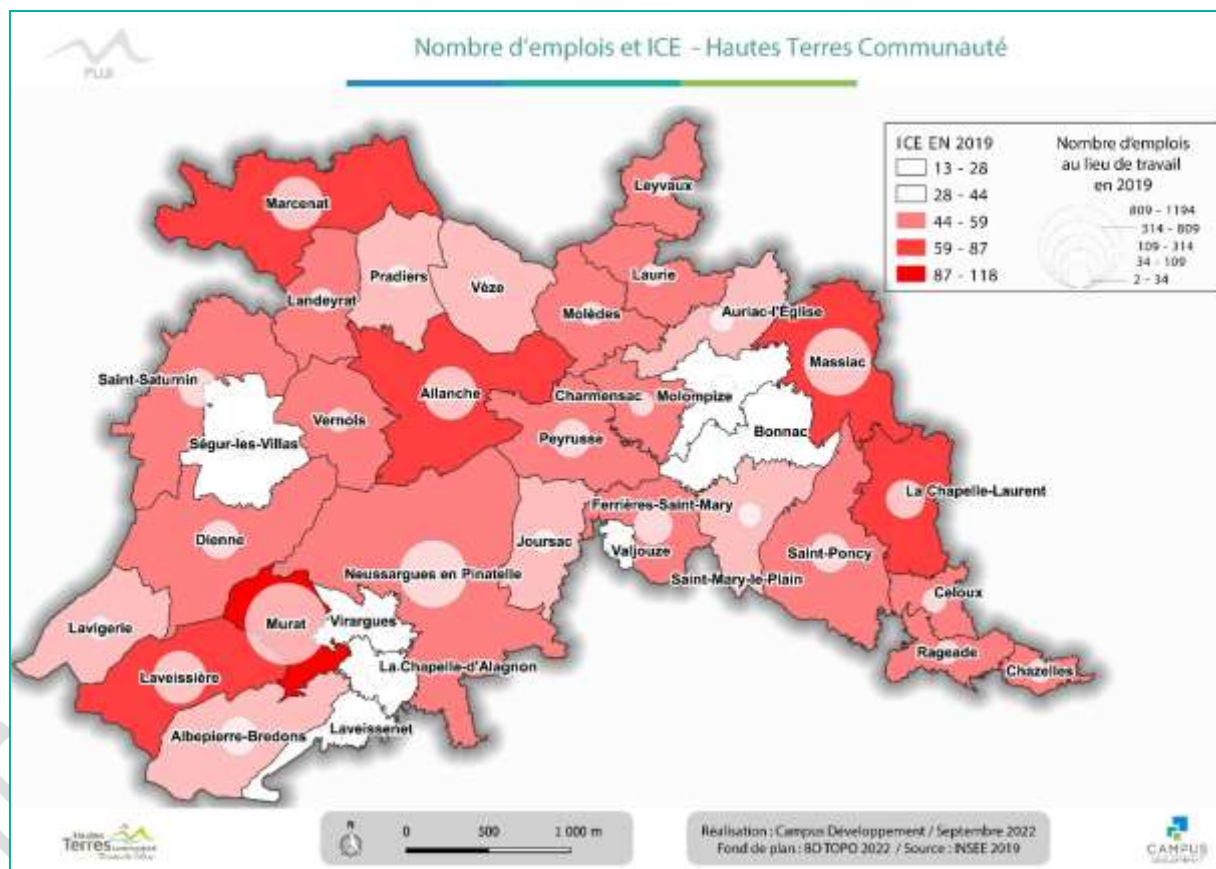 PLUi
Nombre d'emplois et ICE - Hautes Terres Communauté
ICE EN 2019
13 - 28
28 - 44
44 - 59
59 - 87
87 - 118
Nombre d'emplois
au lieu de travail
en 2019
809 - 1194
314 - 809
109 - 314
34 - 109
2 - 34
Leyvaux
Marcenat
Pradiers
Vèze
Laurie
Landeyrat
Molèdes
Auriac-l'Église
Massiac
Saint-Saturnin
Allanche
Charmensac
Molompize
Vernols
Ségur-les-Villas
Peyrusse
Bonnac
La Chapelle-Laurent
Ferrières-Saint-Mary
Dienne
Joursac
Valjouze
Saint-Poncy
Neussargues en Pinatelle
Saint-Mary-le-Plain
Celoux
Lavigerie
Murat
Virargues
Rageade
La Chapelle-d'Alagnon
Chazelles
Laveissière
Albepierre-Bredons
Laveissenet
Hautes
Terres
N
0 500 1 000 m
Réalisation : Campus Développement / Septembre 2022
Fond de plan : BD TOPO 2022 / Source : INSEE 2019
CAMPUS